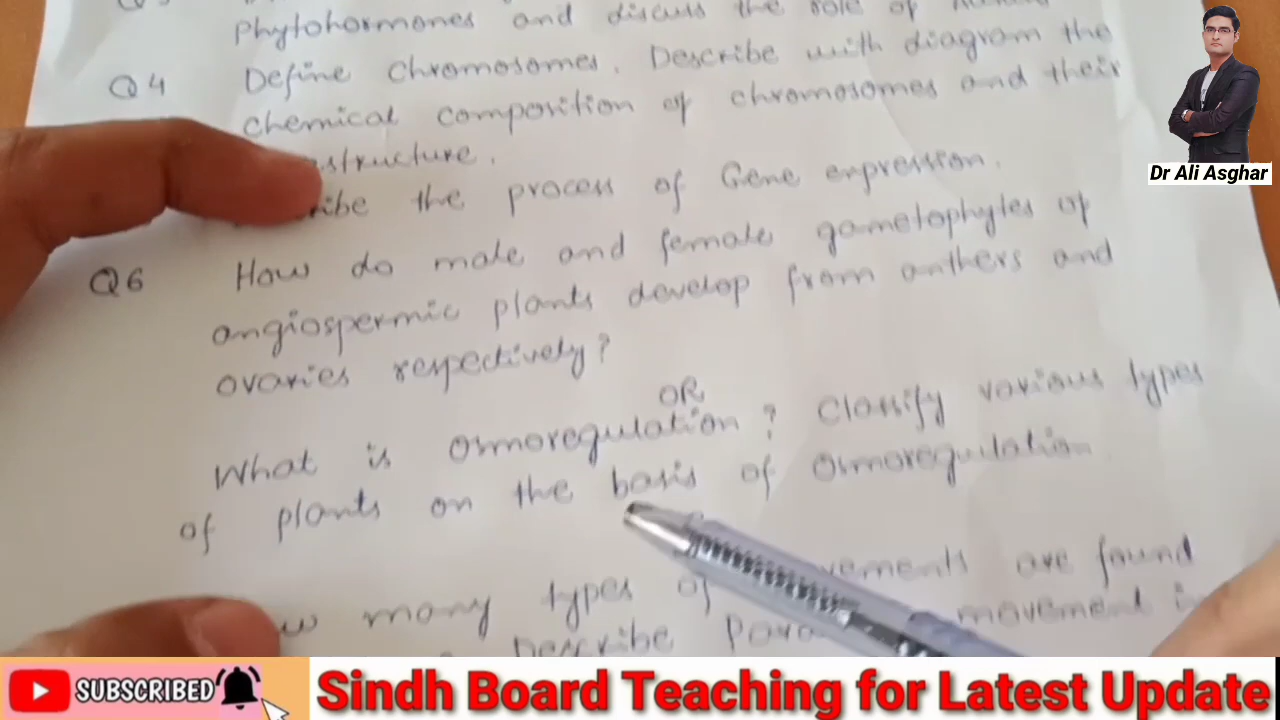 Phytohormones and discuss the role of
Q4 Define chromosomes. Describe with diagram the
chemical composition of chromosomes and their
structure.
the process of Gene expression.
Q6 How do male and female gametophytes of
angiospermic plants develop from anthers and
ovaries respectively?
OR
What is Osmoregulation? Classify various types
of plants on the basis of Osmoregulation
many types of are found
Describe movement
Dr Ali Asghar
SUBSCRIBED
Sindh Board Teaching for Latest Update